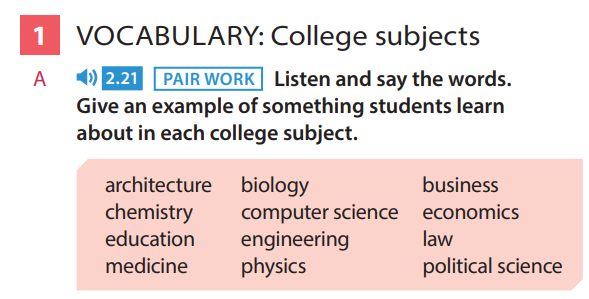 1 VOCABULARY: College subjects
A 2.21 PAIR WORK Listen and say the words.
Give an example of something students learn
about in each college subject.
architecture biology business
chemistry computer science economics
education engineering law
medicine physics political science